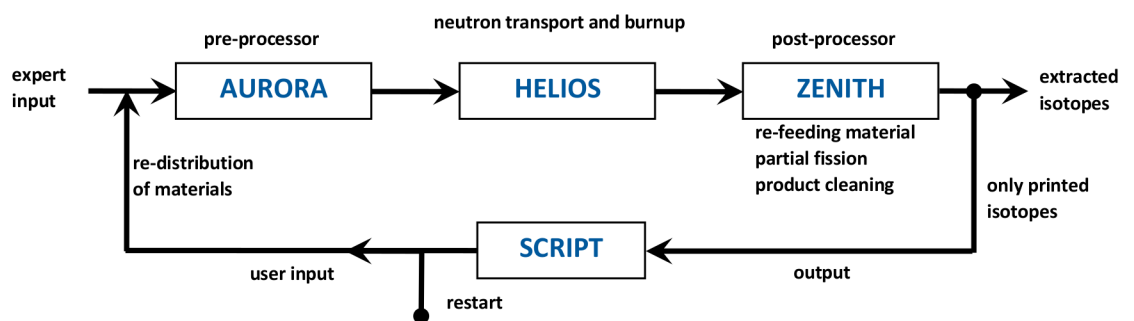 neutron transport and burnup
pre-processor
post-processor
expert
input
AURORA
HELIOS
ZENITH
extracted
isotopes
re-feeding material
partial fission
product cleaning
re-distribution
of materials
only printed
isotopes
SCRIPT
user input
output
restart